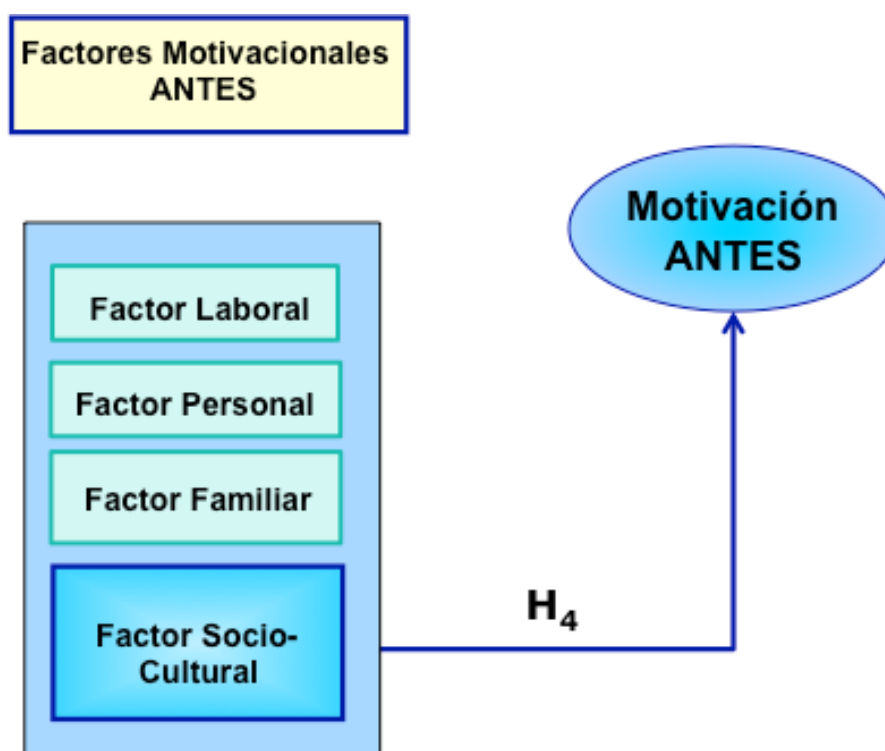 Factores Motivacionales
ANTES
Motivación
ANTES
Factor Laboral
Factor Personal
Factor Familiar
H₄
Factor Socio-
Cultural